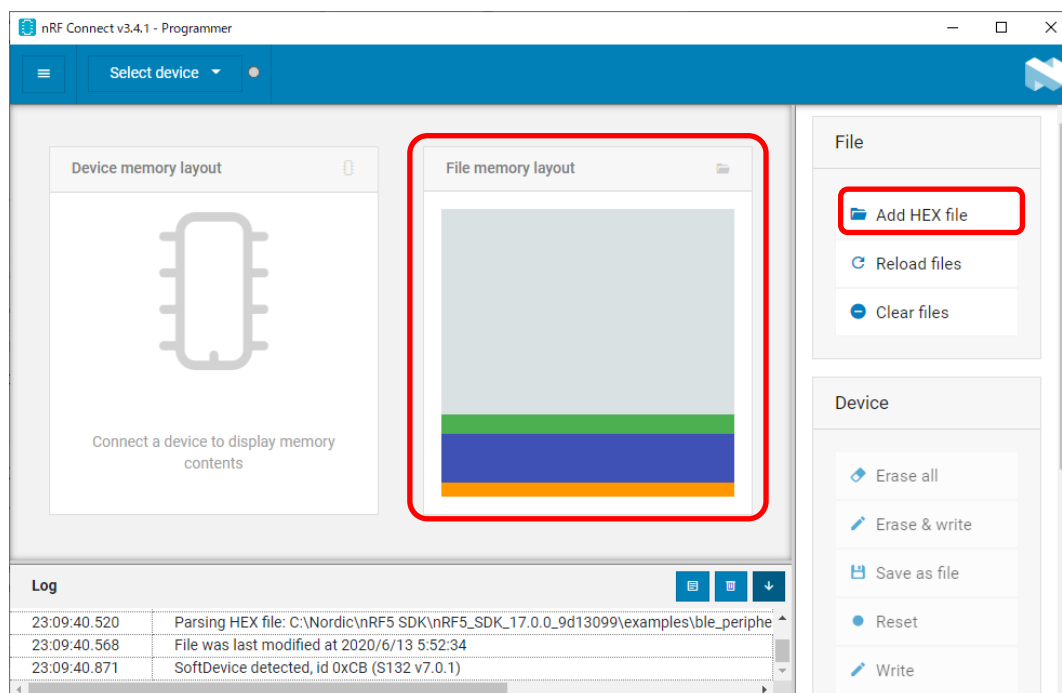 nRF Connect v3.4.1 - Programmer
Select device
Device memory layout
Connect a device to display memory
contents
File memory layout
File
Add HEX file
Reload files
Clear files
Device
Erase all
Erase & write
Save as file
Reset
Write
Log
23:09:40.520 Parsing HEX file: C:\Nordic\nRF5 SDK\nRF5_SDK_17.0.0_9d13099\examples\ble_periphe
23:09:40.568 File was last modified at 2020/6/13 5:52:34
23:09:40.871 SoftDevice detected, id 0xCB (S132 v7.0.1)